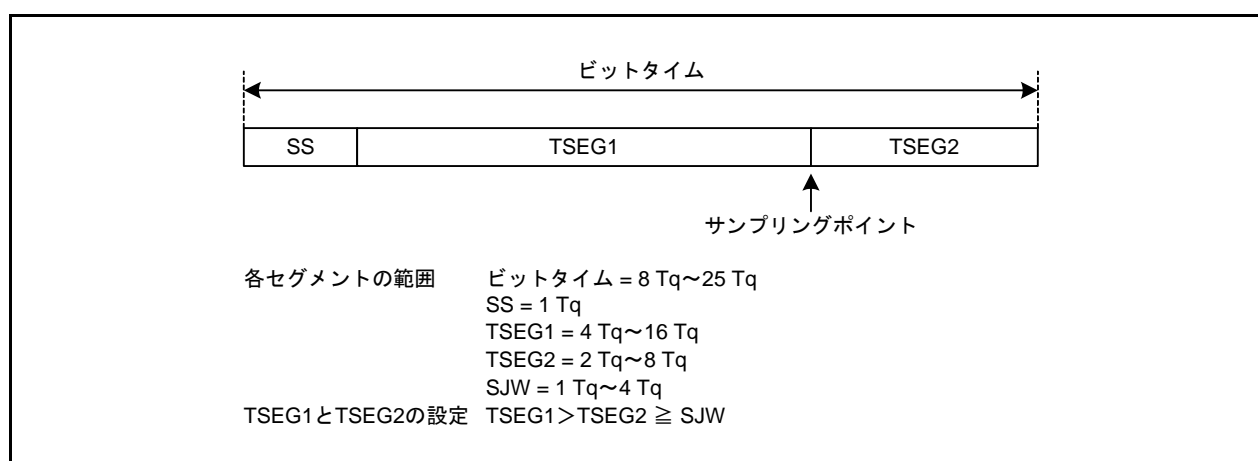 ビットタイム
SS TSEG1 TSEG2
サンプリングポイント
各セグメントの範囲 ビットタイム = 8 Tq～25 Tq
SS = 1 Tq
TSEG1 = 4 Tq～16 Tq
TSEG2 = 2 Tq～8 Tq
SJW = 1 Tq～4 Tq
TSEG1とTSEG2の設定 TSEG1＞TSEG2 ≧ SJW